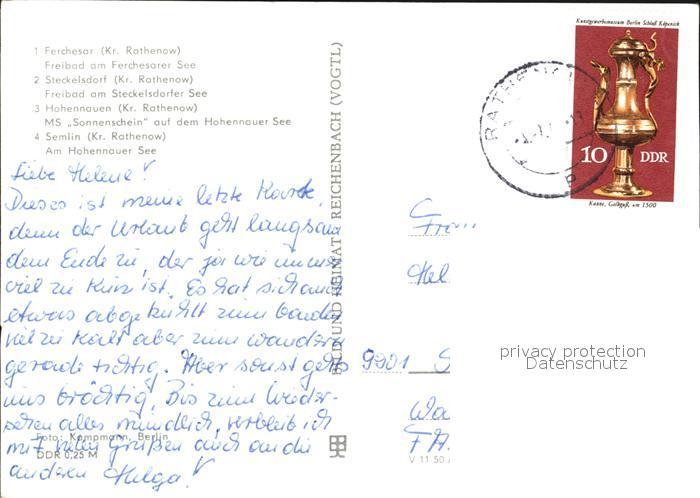 1 Ferchesar (Kr. Rathenow)
Freibad am Ferchesarer See
2 Steckelsdorf (Kr. Rathenow)
Freibad am Steckelsdorfer See
3 Hohennauen (Kr. Rathenow)
MS „Sonnenschein" auf dem Hohennauer See
4 Semlin (Kr. Rathenow)
Am Hohennauer See
Liebe Helene!
Dieses ist meine letzte Karte,
denn der Urlaub geht langsam
dem Ende zu, der ja wie immer
viel zu kurz ist. Es hat sich auch
etwas abgekühlt zum baden
viel zu kalt aber zum wandern
gerade richtig. Aber sonst gehts
uns prächtig. Bis zum Wieder-
sehen alles mündlich, verbleib ich
mit vielen Grüßen auch an die
anderen Helga!
Foto: Kampmann, Berlin
DDR 0,25 M
BILD UND HEIMAT REICHENBACH (VOGTL)
Kunstgewerbemuseum Berlin Schloß Köpenick
10 DDR
Kanne, Gelbguß, um 1500
RATHENOW
Hel
9901 S
privacy protection
Datenschutz
V 11 50